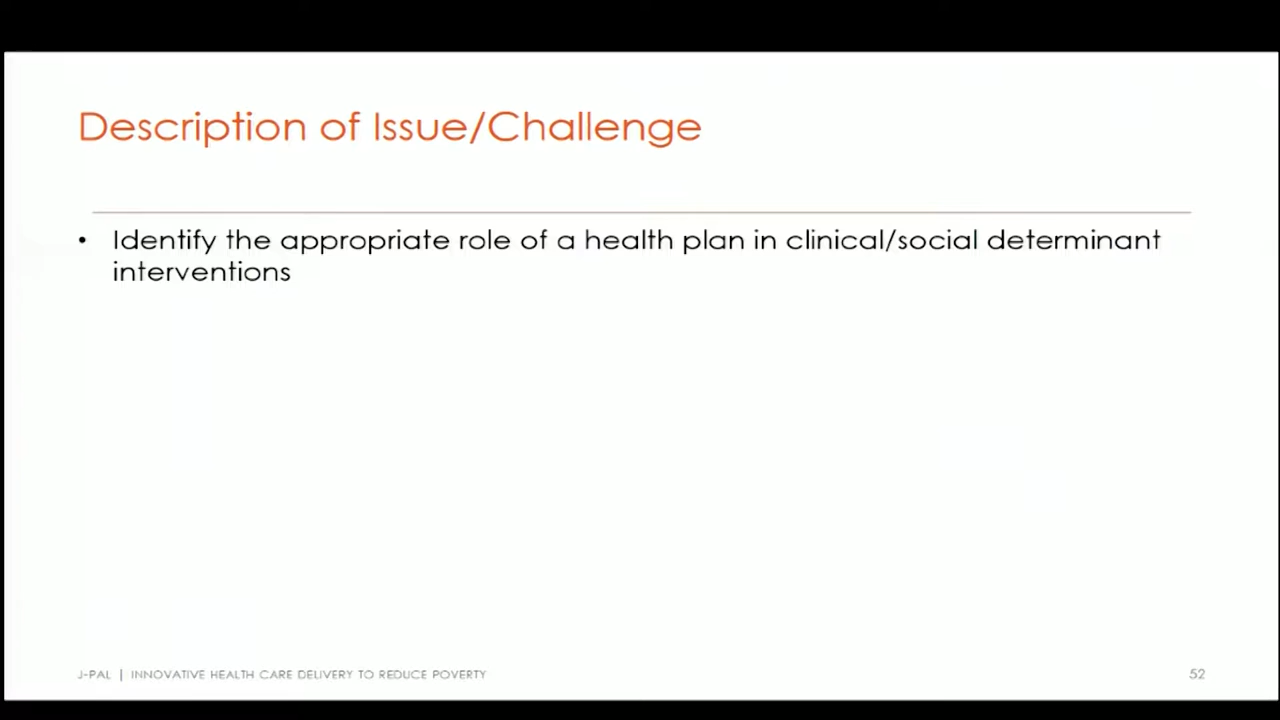 Description of Issue/Challenge
• Identify the appropriate role of a health plan in clinical/social determinant
interventions
J-PAL | INNOVATIVE HEALTH CARE DELIVERY TO REDUCE POVERTY
52